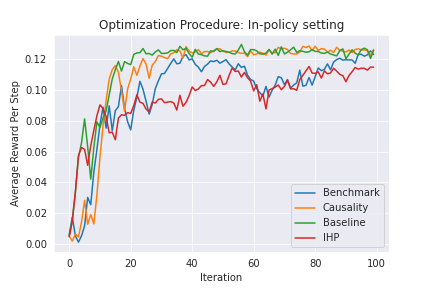 Optimization Procedure: In-policy setting
Average Reward Per step
0.12
0.10
0.08
0.06
0.04
0.02
0.00
0
20
40
60
80
100
Iteration
Benchmark
Causality
Baseline
IHP